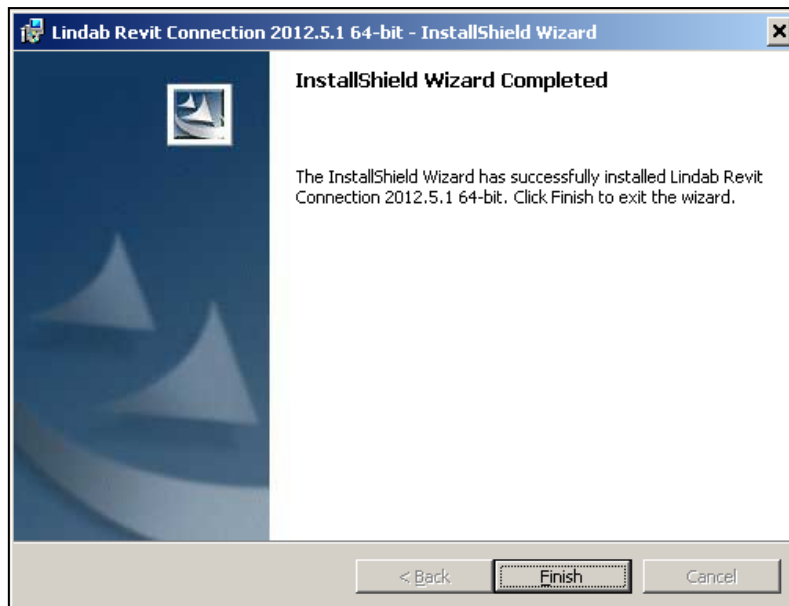 Lindab Revit Connection 2012.5.1 64-bit - InstallShield Wizard
InstallShield Wizard Completed
The InstallShield Wizard has successfully installed Lindab Revit
Connection 2012.5.1 64-bit. Click Finish to exit the wizard.
< Back
Finish
Cancel